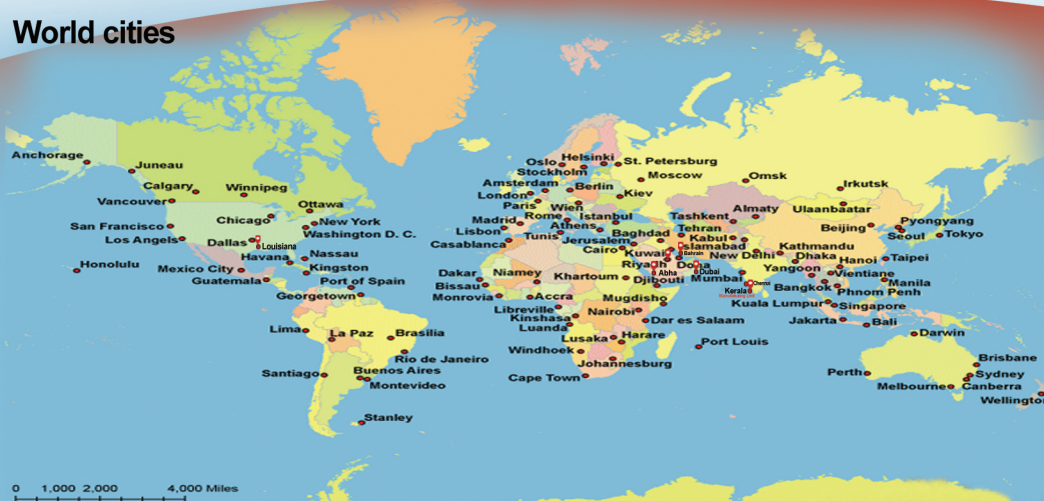 World cities
Anchorage
Juneau
Calgary
Winnipeg
Vancouver
Ottawa
Chicago
New York
San Francisco
Washington D. C.
Los Angels
Dallas
Louisiana
Havana
Nassau
Honolulu
Mexico City
Kingston
Guatemala
Port of Spain
Georgetown
Lima
La Paz
Brasilia
Rio de Janeiro
Santiago
Buenos Aires
Montevideo
Stanley
Oslo
Helsinki
St. Petersburg
Stockholm
Moscow
Omsk
Irkutsk
Amsterdam
Berlin
London
Kiev
Paris
Wien
Almaty
Ulaanbaatar
Madrid
Rome
Istanbul
Tashkent
Pyongyang
Lisbon
Athens
Tehran
Beijing
Seoul
Tokyo
Casablanca
Tunis
Jerusalem
Baghdad
Kabul
Islamabad
Kathmandu
Cairo
Kuwait
Bahrain
New Delhi
Dhaka
Hanoi
Taipei
Dakar
Niamey
Khartoum
Riyadh
Abha
Doha
Dubai
Mumbai
Yangon
Vientiane
Bissau
Djibouti
Kerala
Chennai
Bangkok
Phnom Penh
Manila
Monrovia
Accra
Mugdisho
Kuala Lumpur
Singapore
Libreville
Kinshasa
Nairobi
Luanda
Dar es Salaam
Jakarta
Bali
Lusaka
Harare
Darwin
Windhoek
Port Louis
Johannesburg
Cape Town
Perth
Brisbane
Sydney
Melbourne
Canberra
Wellingto
0 1,000 2,000 4,000 Miles